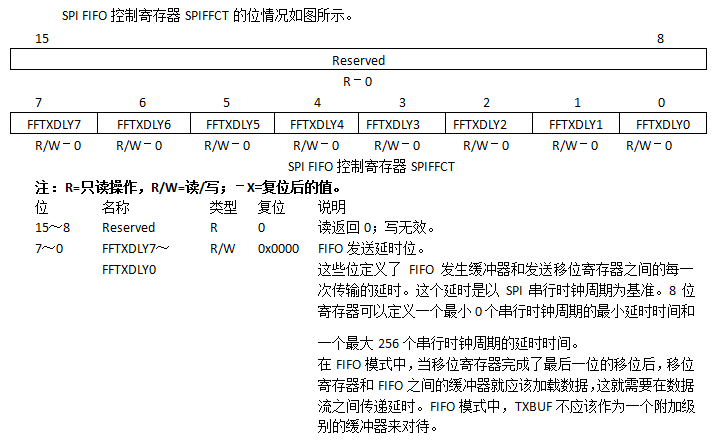 SPI FIFO 控制寄存器 SPIFFCT 的位情况如图所示。
15 8
Reserved
R－0
7 6 5 4 3 2 1 0
FFTXDLY7 FFTXDLY6 FFTXDLY5 FFTXDLY4 FFTXDLY3 FFTXDLY2 FFTXDLY1 FFTXDLY0
R/W－0 R/W－0 R/W－0 R/W－0 R/W－0 R/W－0 R/W－0 R/W－0
SPI FIFO 控制寄存器 SPIFFCT
注：R=只读操作，R/W=读/写；－X=复位后的值。
位 名称 类型 复位 说明
15～8 Reserved R 0 读返回 0；写无效。
7～0 FFTXDLY7～ R/W 0x0000 FIFO 发送延时位。
FFTXDLY0 这些位定义了 FIFO 发生缓冲器和发送移位寄存器之间的每一
次传输的延时。这个延时是以 SPI 串行时钟周期为基准。8 位
寄存器可以定义一个最小 0 个串行时钟周期的最小延时时间和
一个最大 256 个串行时钟周期的延时时间。
在 FIFO 模式中，当移位寄存器完成了最后一位的移位后，移位
寄存器和 FIFO 之间的缓冲器就应该加载数据，这就需要在数据
流之间传递延时。FIFO 模式中，TXBUF 不应该作为一个附加级
别的缓冲器来对待。